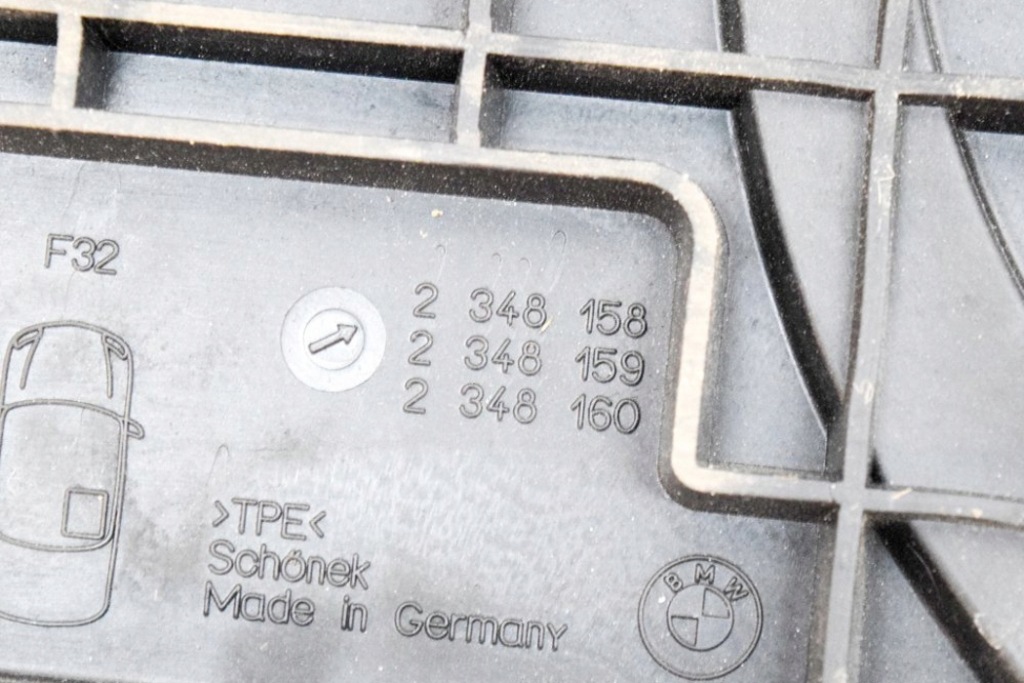 F32
2 348 158
2 348 159
2 348 160
>TPE<
Schönek
Made in Germany
BMW